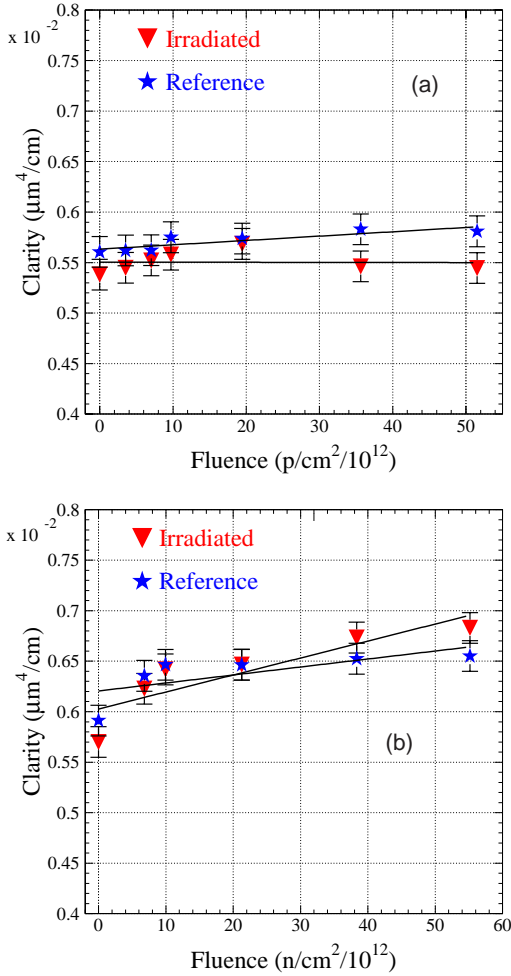 x 10⁻²
0.8
Irradiated
0.75
Reference
(a)
0.7
0.65
0.6
0.55
0.5
0.45
0.4
Clarity (μm⁴/cm)
0 10 20 30 40 50
Fluence (p/cm²/10¹²)
x 10⁻²
0.8
Irradiated
0.75
Reference
0.7
0.65
0.6
(b)
0.55
0.5
0.45
0.4
Clarity (μm⁴/cm)
0 10 20 30 40 50 60
Fluence (n/cm²/10¹²)